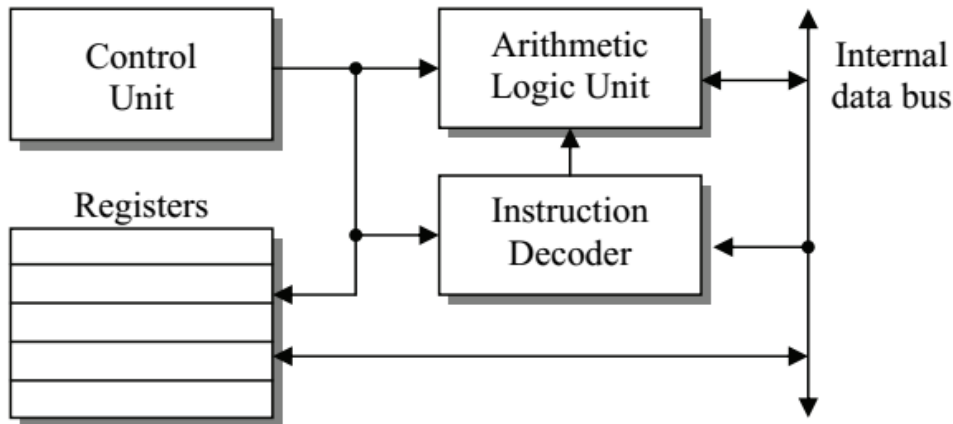 Control
Unit
Arithmetic
Logic Unit
Internal
data bus
Registers
Instruction
Decoder